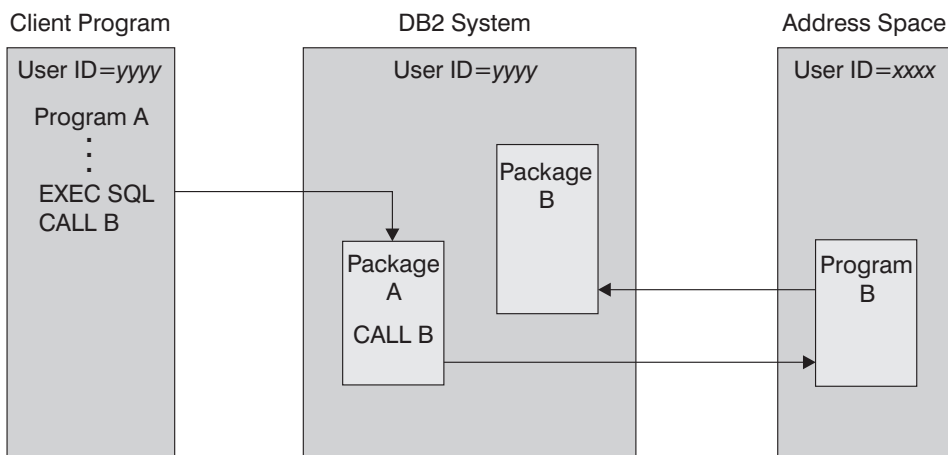 Client Program
User ID=yyyy
Program A
.
.
.
EXEC SQL
CALL B
DB2 System
User ID=yyyy
Package
B
Package
A
CALL B
Address Space
User ID=xxxx
Program
B